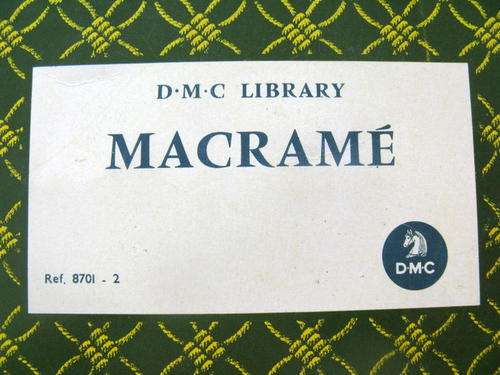 D·M·C LIBRARY
MACRAMÉ
D·M·C
Ref. 8701 - 2